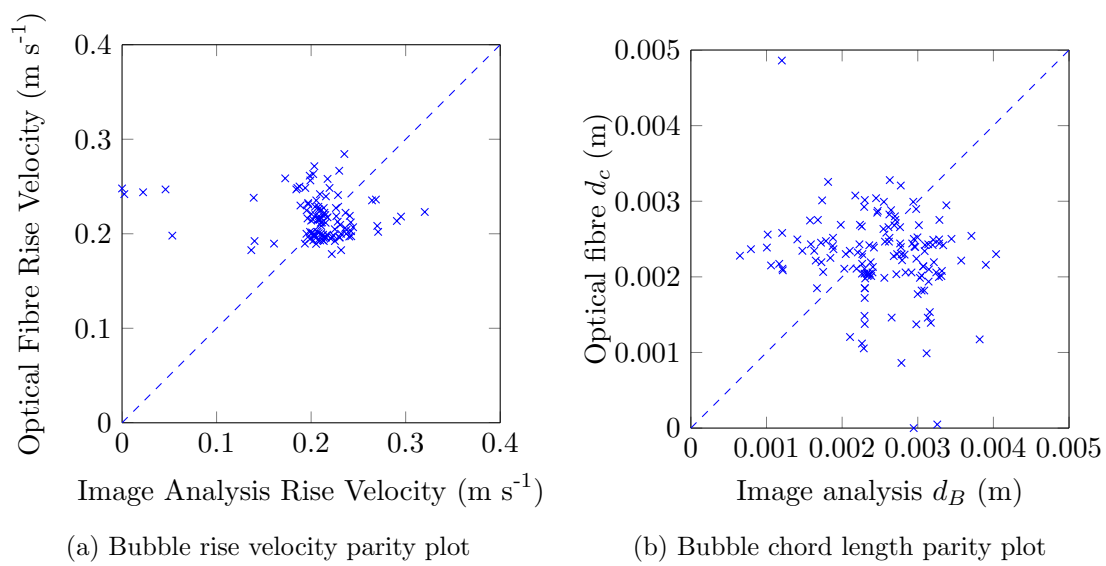 0.4
0.3
0.2
0.1
0
0 0.1 0.2 0.3 0.4
Optical Fibre Rise Velocity (m s-1)
Image Analysis Rise Velocity (m s-1)
(a) Bubble rise velocity parity plot
0.005
0.004
0.003
0.002
0.001
0
0 0.001 0.002 0.003 0.004 0.005
Optical fibre dc (m)
Image analysis dB (m)
(b) Bubble chord length parity plot